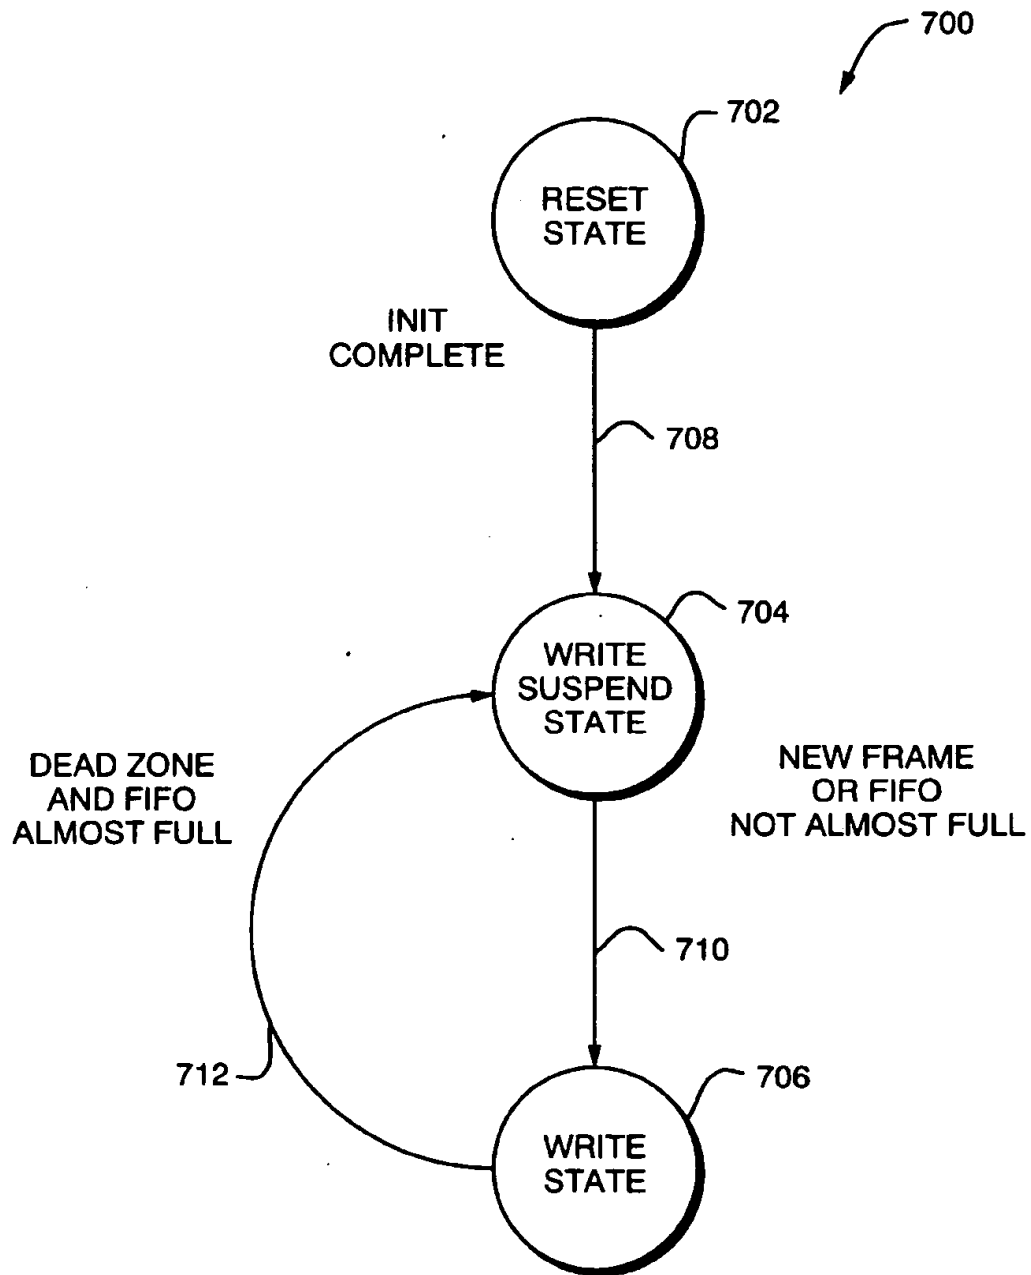 700
702
RESET
STATE
INIT
COMPLETE
708
704
WRITE
SUSPEND
STATE
DEAD ZONE
AND FIFO
ALMOST FULL
NEW FRAME
OR FIFO
NOT ALMOST FULL
710
712
706
WRITE
STATE